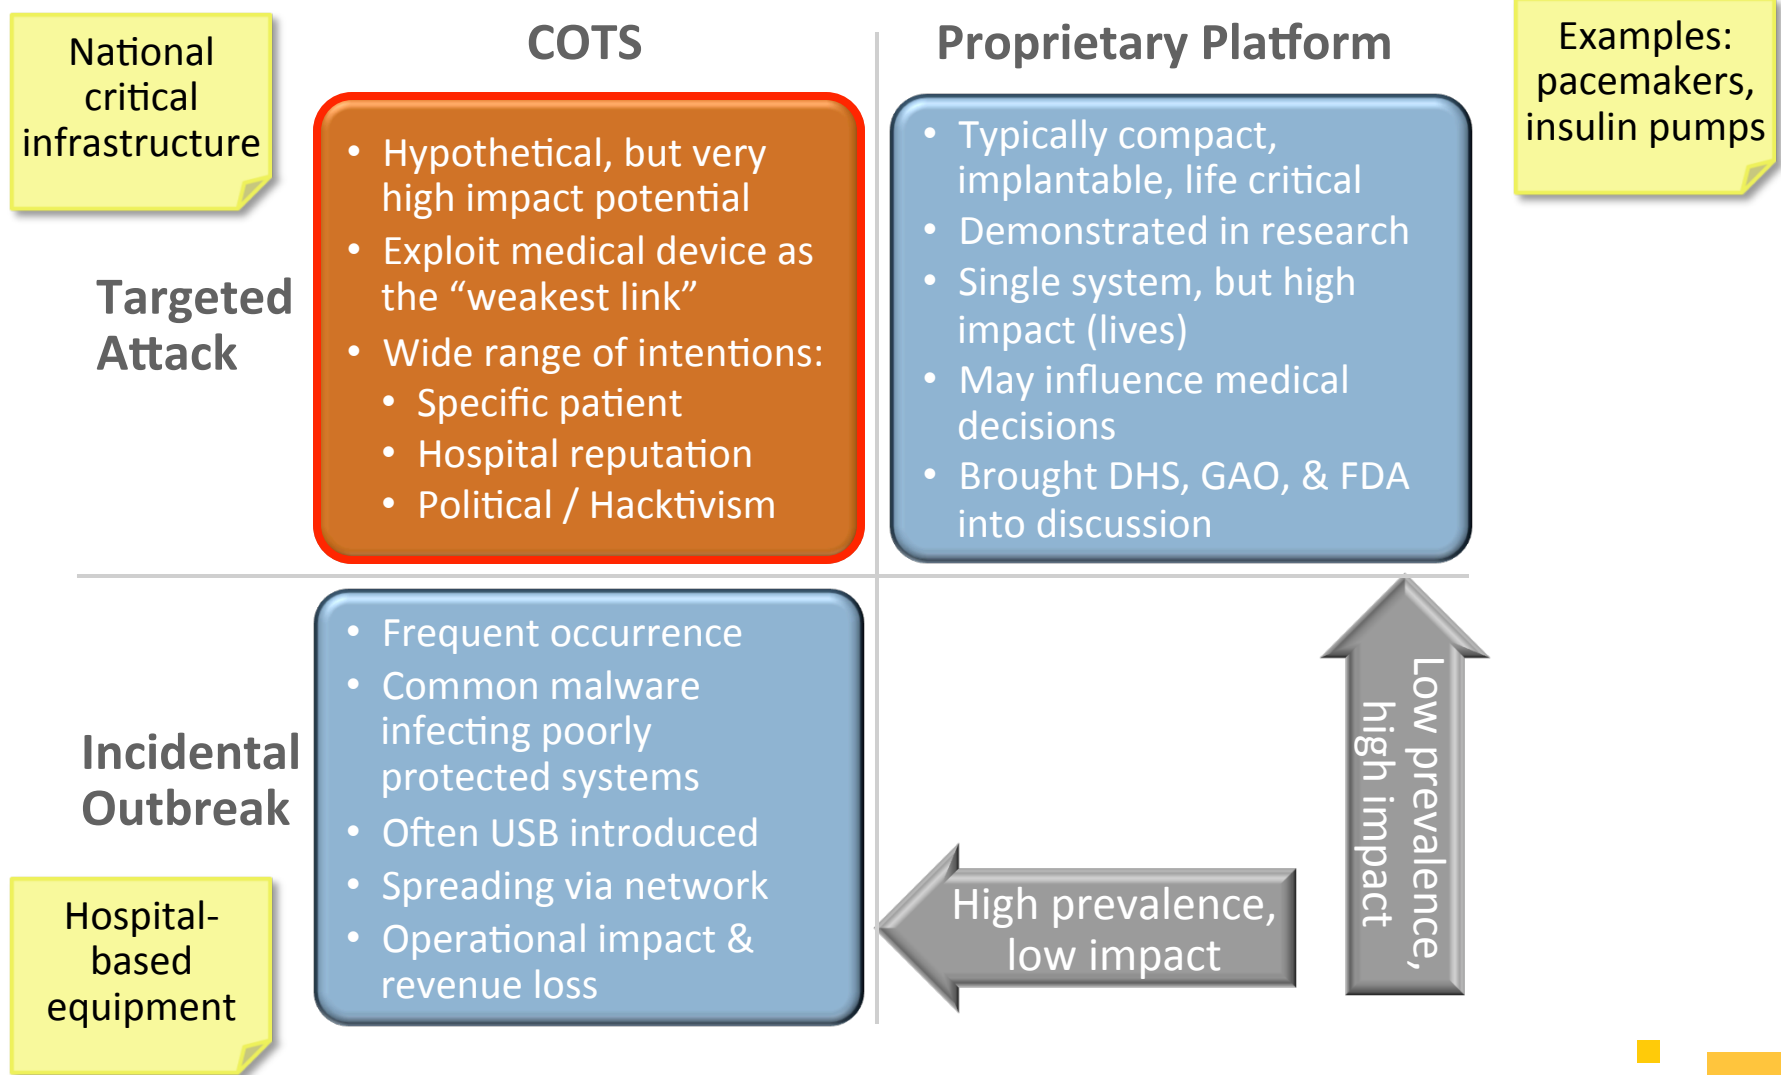 National
critical
infrastructure
COTS
Proprietary Platform
Examples:
pacemakers,
insulin pumps
Targeted
Attack
• Hypothetical, but very
high impact potential
• Exploit medical device as
the “weakest link”
• Wide range of intentions:
• Specific patient
• Hospital reputation
• Political / Hacktivism
• Typically compact,
implantable, life critical
• Demonstrated in research
• Single system, but high
impact (lives)
• May influence medical
decisions
• Brought DHS, GAO, & FDA
into discussion
Incidental
Outbreak
• Frequent occurrence
• Common malware
infecting poorly
protected systems
• Often USB introduced
• Spreading via network
• Operational impact &
revenue loss
High prevalence,
low impact
Low prevalence,
high impact
Hospital-
based
equipment